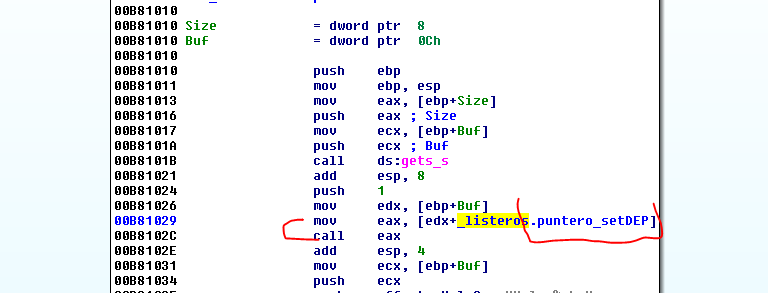 00B81010
00B81010 Size = dword ptr 8
00B81010 Buf = dword ptr 0Ch
00B81010
00B81010 push ebp
00B81011 mov ebp, esp
00B81013 mov eax, [ebp+Size]
00B81016 push eax ; Size
00B81017 mov ecx, [ebp+Buf]
00B8101A push ecx ; Buf
00B8101B call ds:gets_s
00B81021 add esp, 8
00B81024 push 1
00B81026 mov edx, [ebp+Buf]
00B81029 mov eax, [edx+_listeros.puntero_setDEP]
00B8102C call eax
00B8102E add esp, 4
00B81031 mov ecx, [ebp+Buf]
00B81034 push ecx